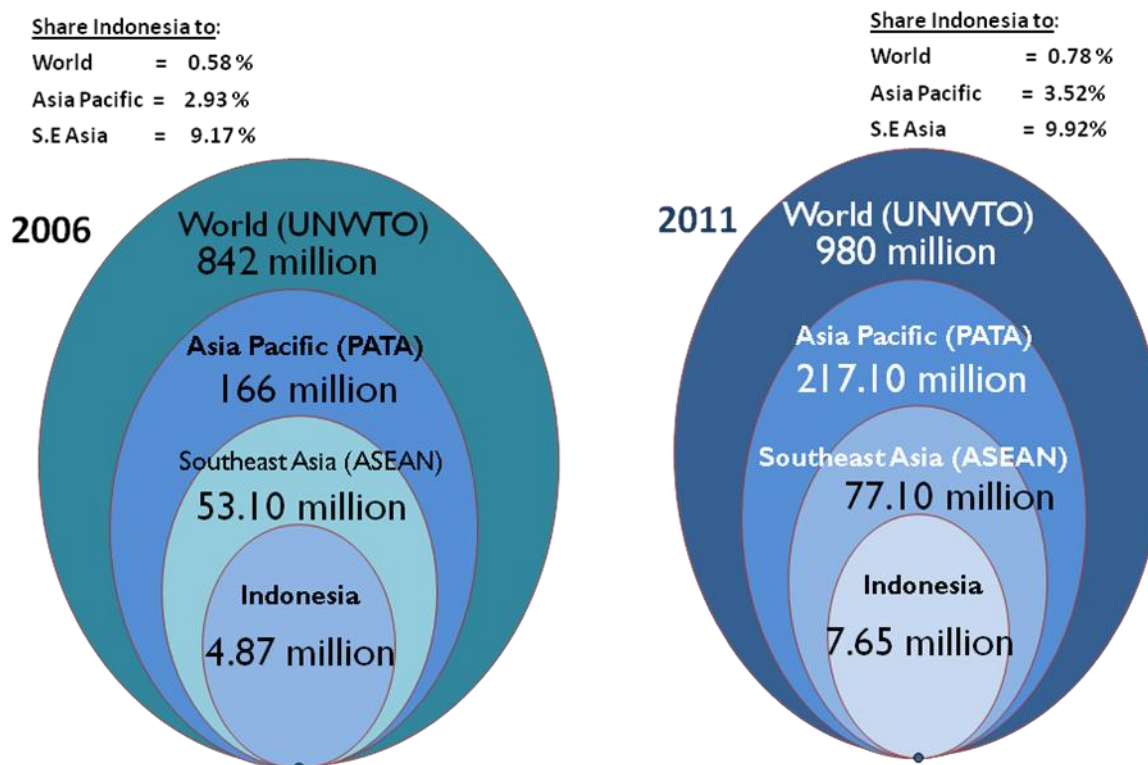 Share Indonesia to:
World = 0.58 %
Asia Pacific = 2.93 %
S.E Asia = 9.17 %
2006
World (UNWTO)
842 million
Asia Pacific (PATA)
166 million
Southeast Asia (ASEAN)
53.10 million
Indonesia
4.87 million
Share Indonesia to:
World = 0.78 %
Asia Pacific = 3.52%
S.E Asia = 9.92%
2011
World (UNWTO)
980 million
Asia Pacific (PATA)
217.10 million
Southeast Asia (ASEAN)
77.10 million
Indonesia
7.65 million